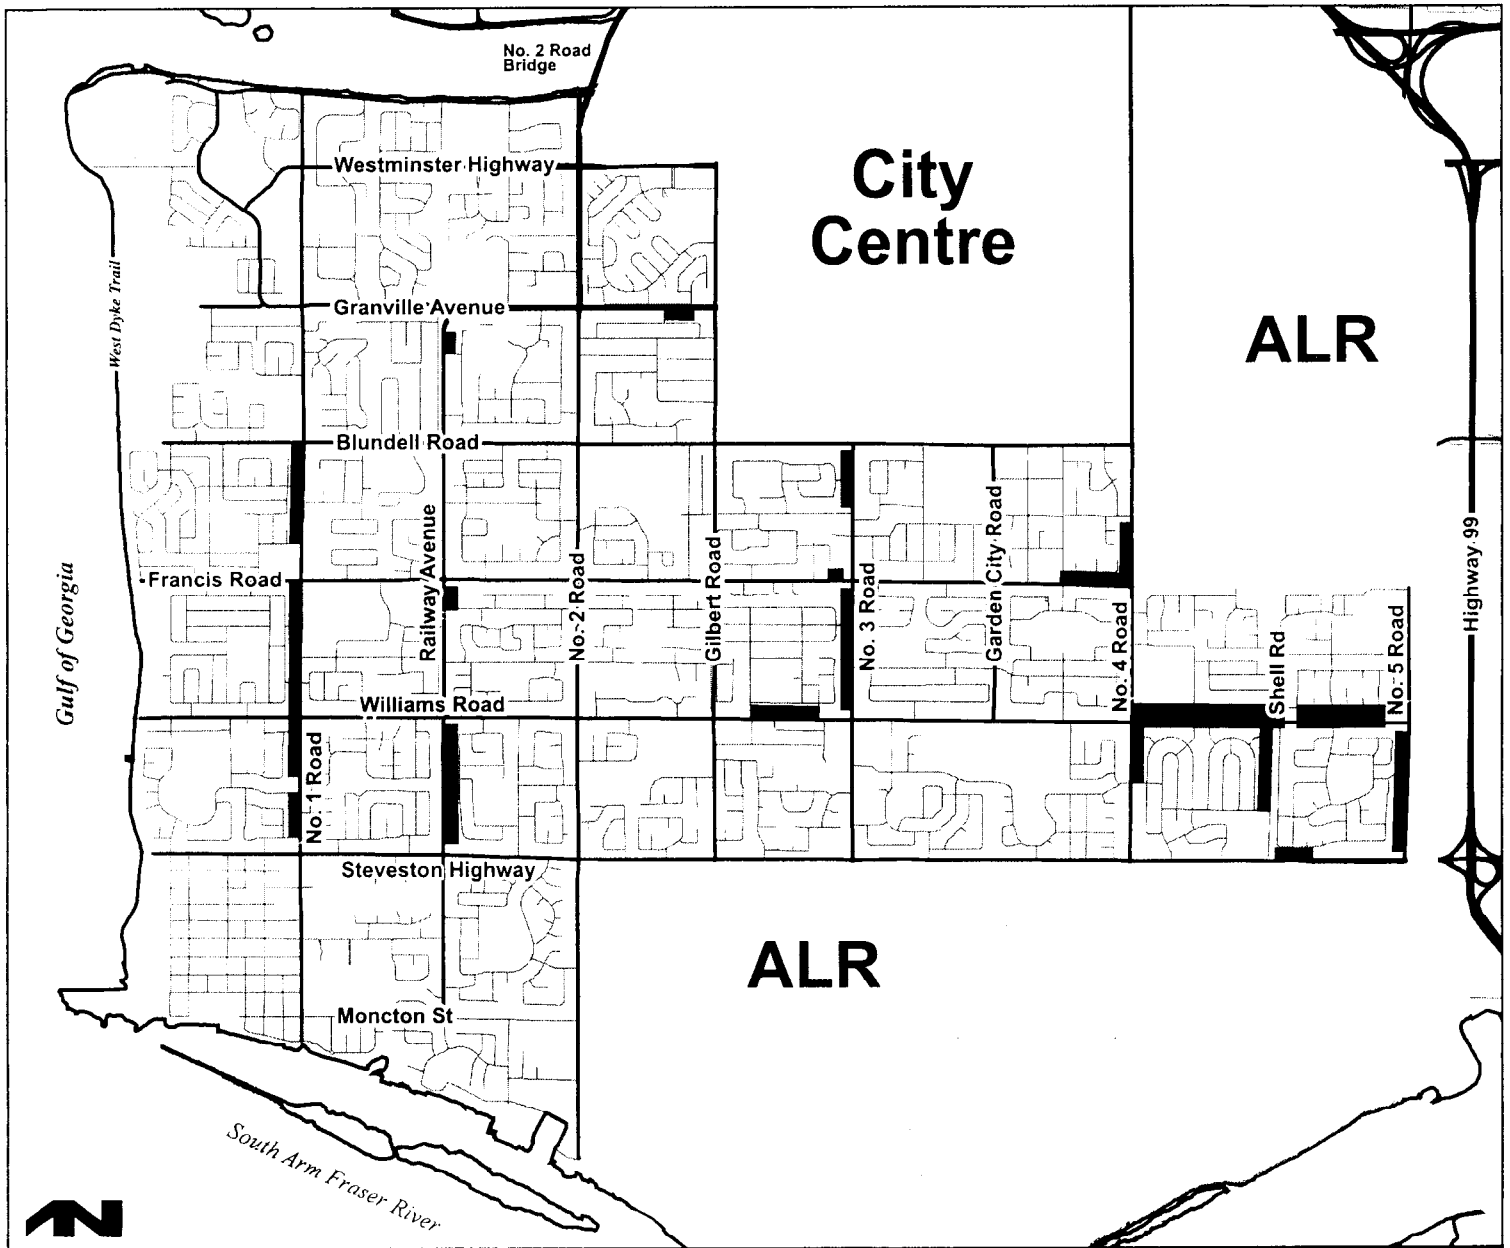 No. 2 Road
Bridge
Westminster Highway
City
Centre
West Dyke Trail
Granville Avenue
ALR
Blundell Road
Railway Avenue
Garden City Road
Highway 99
Francis Road
No. 2 Road
Gilbert Road
No. 3 Road
Gulf of Georgia
No. 4 Road
Shell Rd
No. 5 Road
Williams Road
No. 1 Road
Steveston Highway
ALR
Moncton St
South Arm Fraser River
N